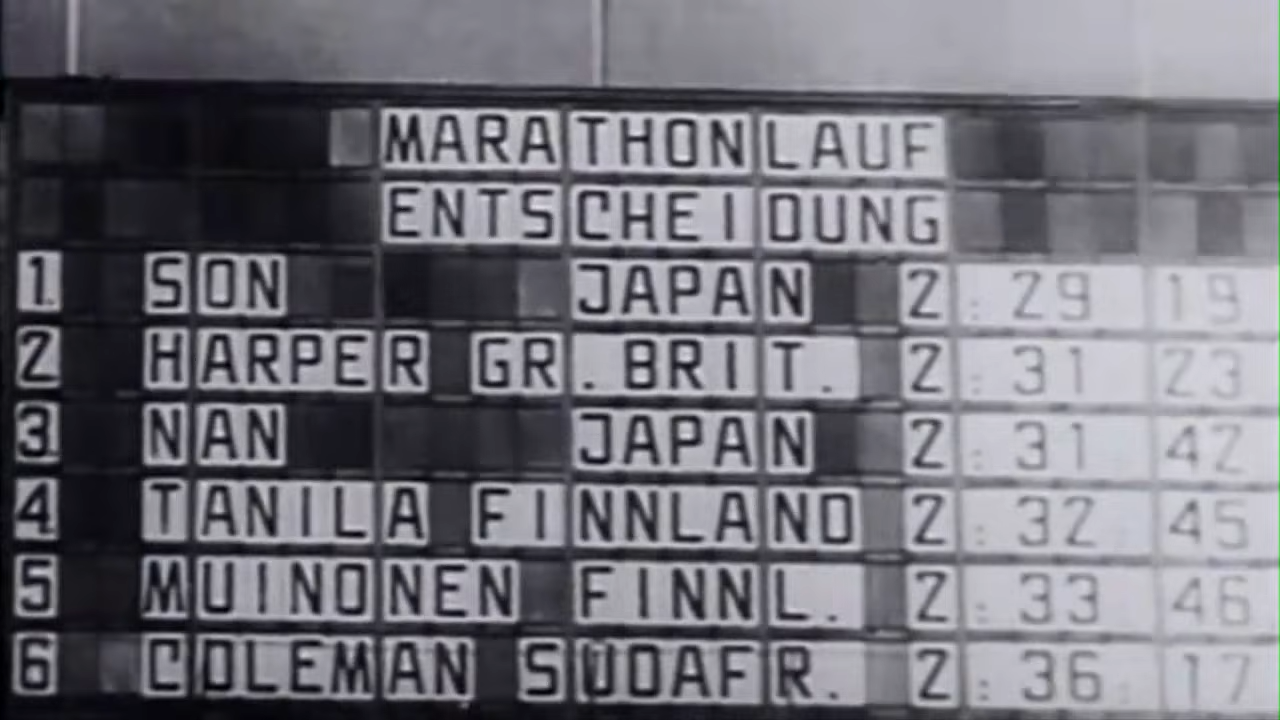 MARATHONLAUF
ENTSCHEIDUNG
1. SON JAPAN 2: 29 19
2 HARPER GR. BRIT. 2: 31 23
3. NAN JAPAN 2: 31 42
4 TANILA FINNLAND 2: 32 45
5 MUINONEN FINNL. 2: 33 46
6 COLEMAN SUDAFR. 2: 36 17